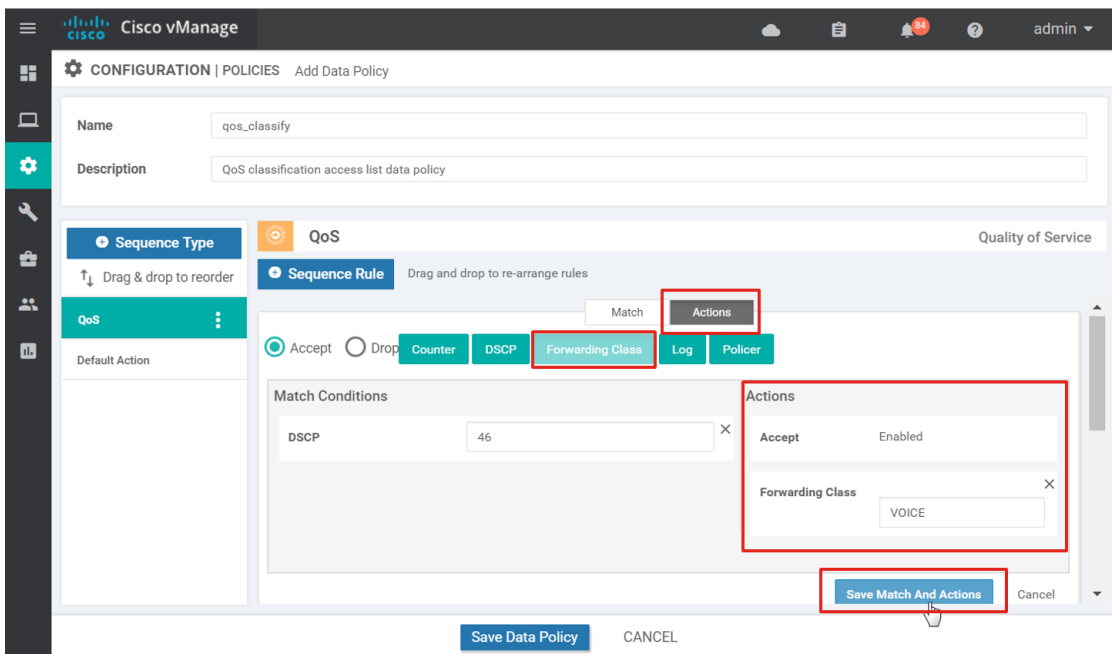 cisco Cisco vManage 84 admin
CONFIGURATION | POLICIES Add Data Policy
Name qos_classify
Description QoS classification access list data policy
Sequence Type
Drag & drop to reorder
QoS
Default Action
QoS Quality of Service
Sequence Rule Drag and drop to re-arrange rules
Match Actions
Accept Drop Counter DSCP Forwarding Class Log Policer
Match Conditions
DSCP 46
Actions
Accept Enabled
Forwarding Class
VOICE
Save Match And Actions Cancel
Save Data Policy CANCEL